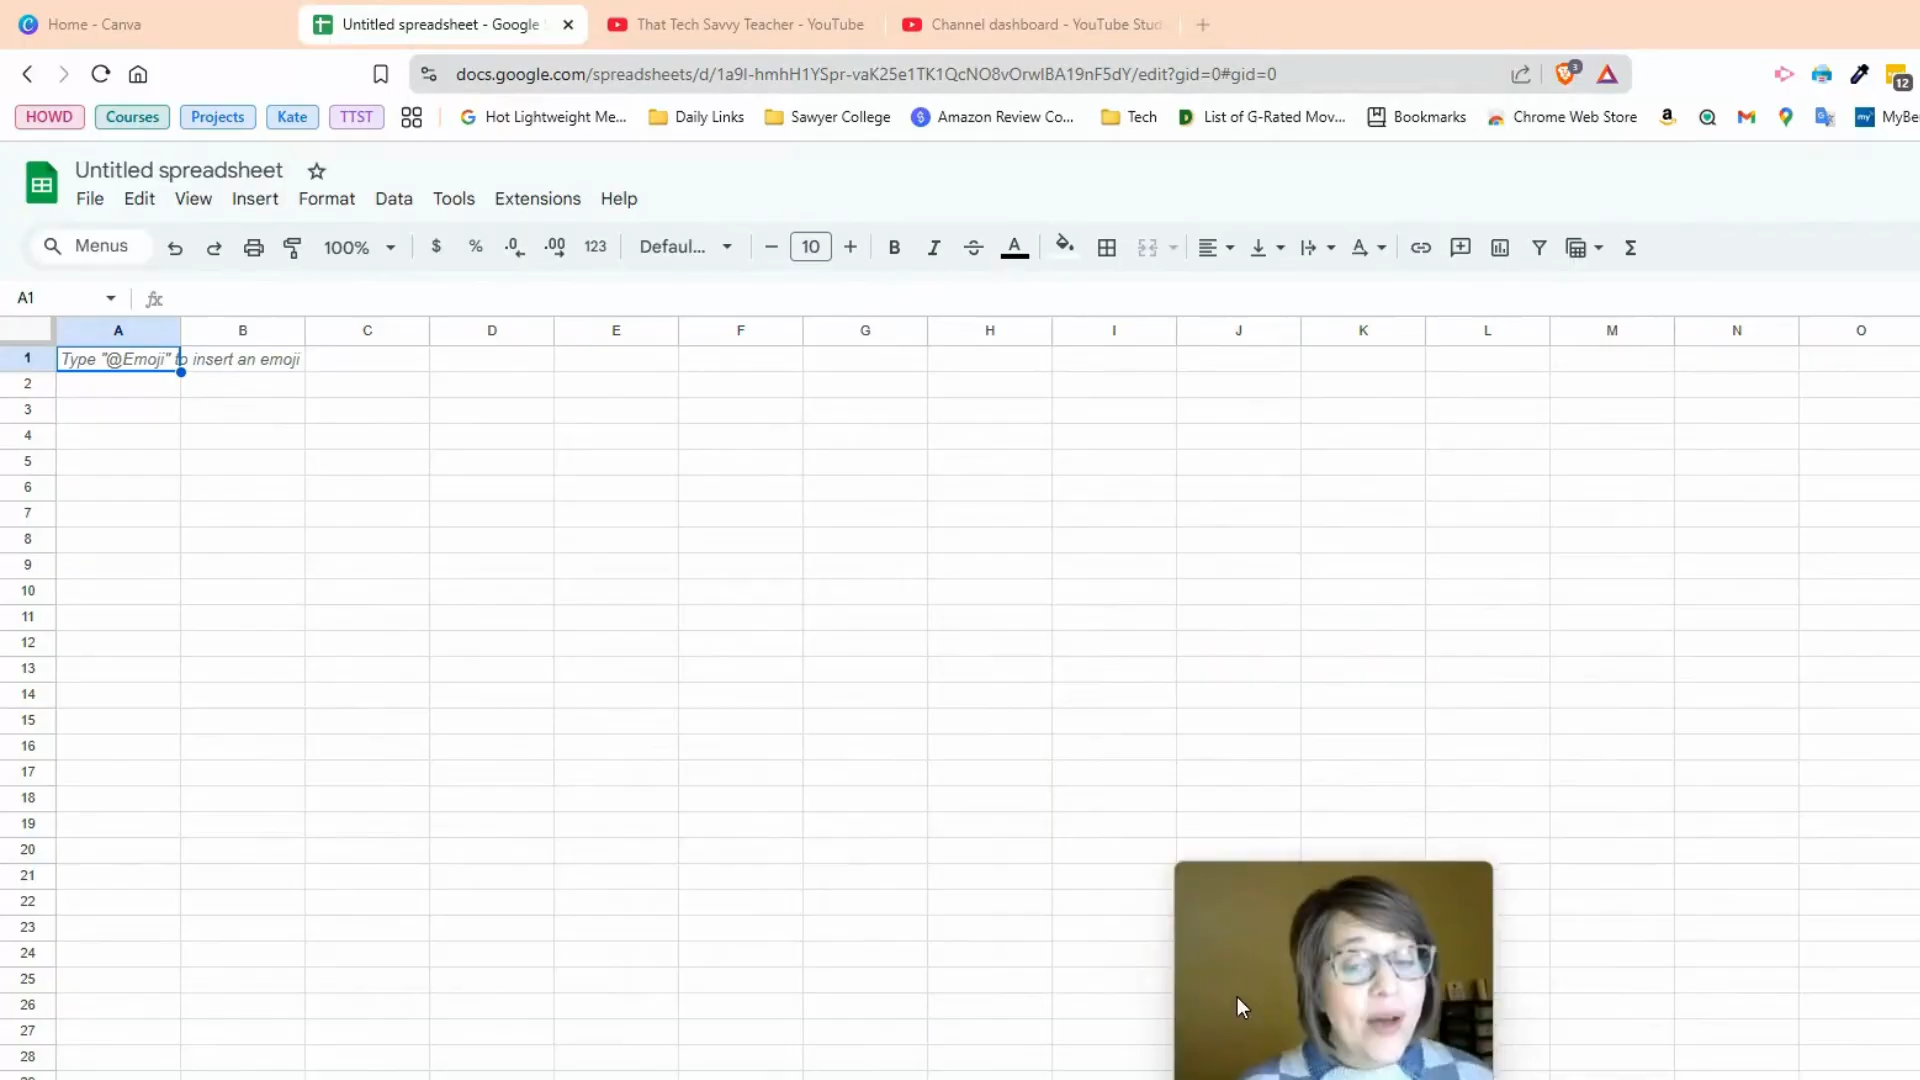 Home - Canva
Untitled spreadsheet - Google
That Tech Savvy Teacher - YouTube
Channel dashboard - YouTube Stud
docs.google.com/spreadsheets/d/1a9I-hmhH1YSpr-vaK25e1TK1QcNO8vOrwIBA19nF5dY/edit?gid=0#gid=0
3
12
HOWD
Courses
Projects
Kate
TTST
Hot Lightweight Me...
Daily Links
Sawyer College
Amazon Review Co...
Tech
List of G-Rated Mov...
Bookmarks
Chrome Web Store
MyBe
Untitled spreadsheet
File Edit View Insert Format Data Tools Extensions Help
Menus 100% $ % .0 .00 123 Defaul... 10 B I A Σ
A1 fx
A B C D E F G H I J K L M N O
1 Type "@Emoji" to insert an emoji
2
3
4
5
6
7
8
9
10
11
12
13
14
15
16
17
18
19
20
21
22
23
24
25
26
27
28